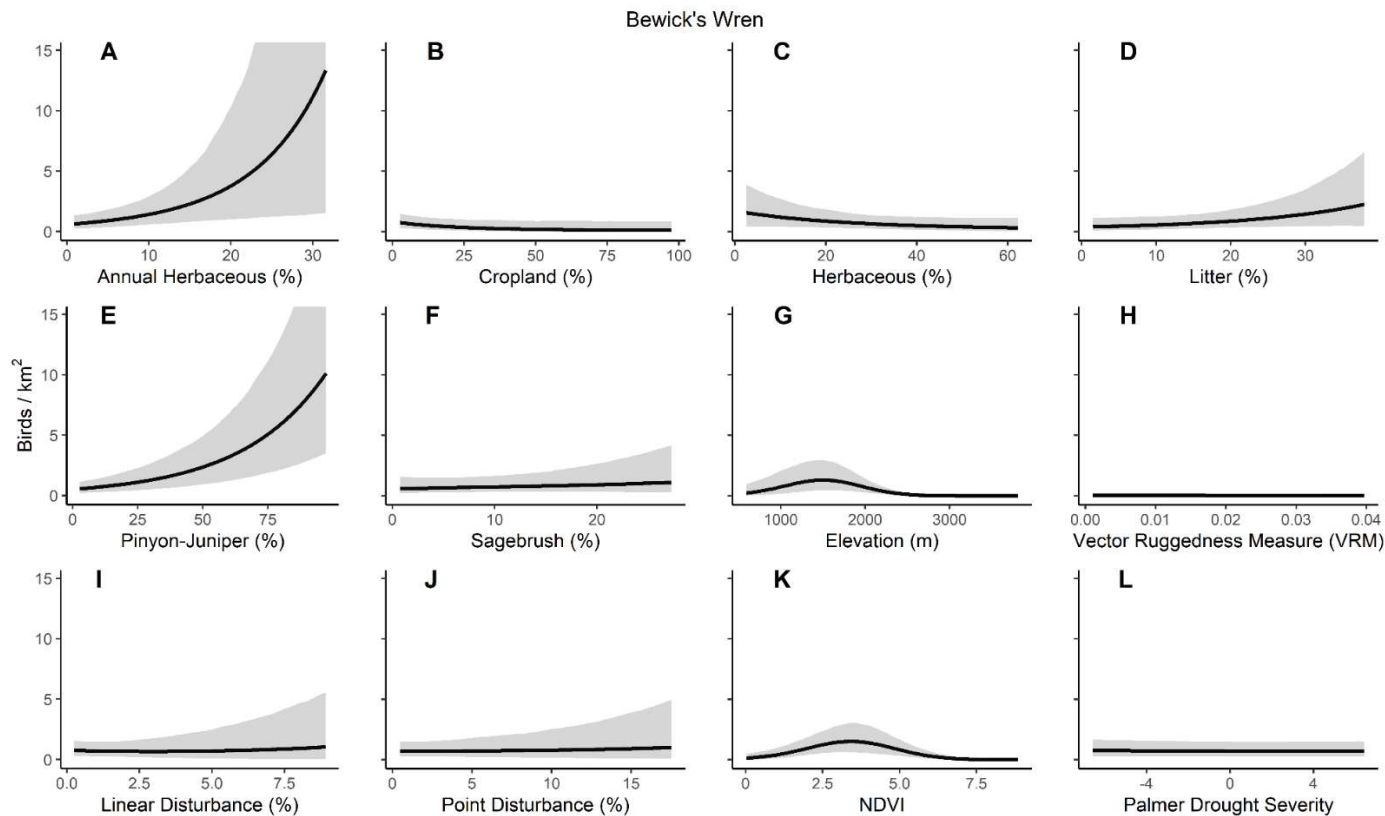 Bewick's Wren
Birds / km²
A
15
10
5
0
0 10 20 30
Annual Herbaceous (%)
B
0 25 50 75 100
Cropland (%)
C
20 40 60
Herbaceous (%)
D
0 10 20 30
Litter (%)
E
15
10
5
0
0 25 50 75
Pinyon-Juniper (%)
F
0 10 20
Sagebrush (%)
G
1000 2000 3000
Elevation (m)
H
0.00 0.01 0.02 0.03 0.04
Vector Ruggedness Measure (VRM)
I
15
10
5
0
0.0 2.5 5.0 7.5
Linear Disturbance (%)
J
0 5 10 15
Point Disturbance (%)
K
0 2.5 5.0 7.5
NDVI
L
-4 0 4
Palmer Drought Severity